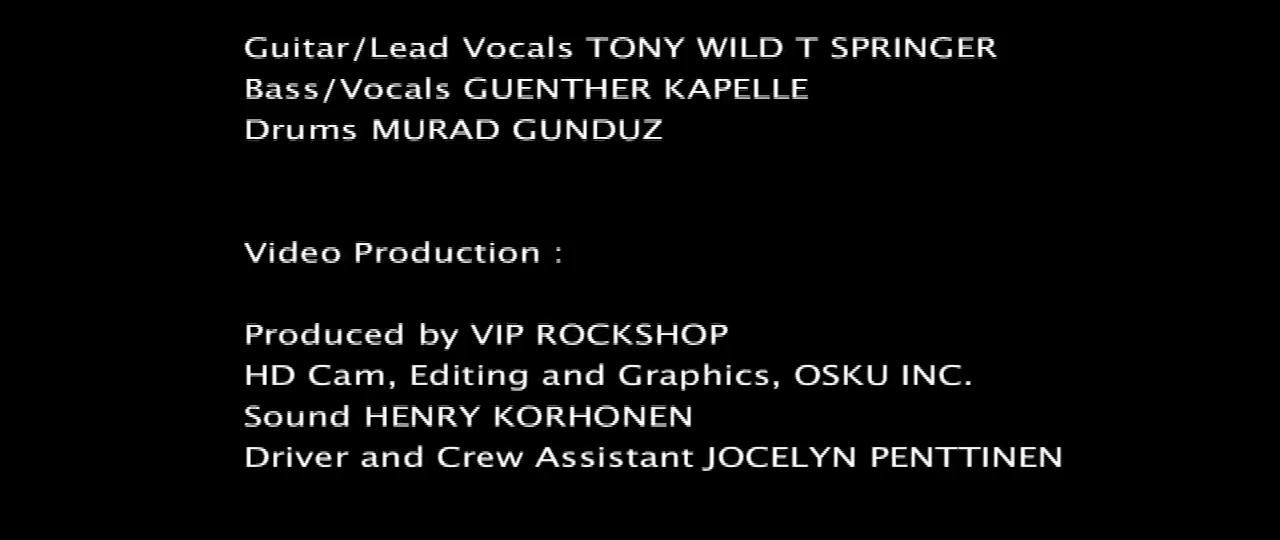 Guitar/Lead Vocals TONY WILD T SPRINGER
Bass/Vocals GUENTHER KAPELLE
Drums MURAD GUNDUZ
Video Production :
Produced by VIP ROCKSHOP
HD Cam, Editing and Graphics, OSKU INC.
Sound HENRY KORHONEN
Driver and Crew Assistant JOCELYN PENTTINEN